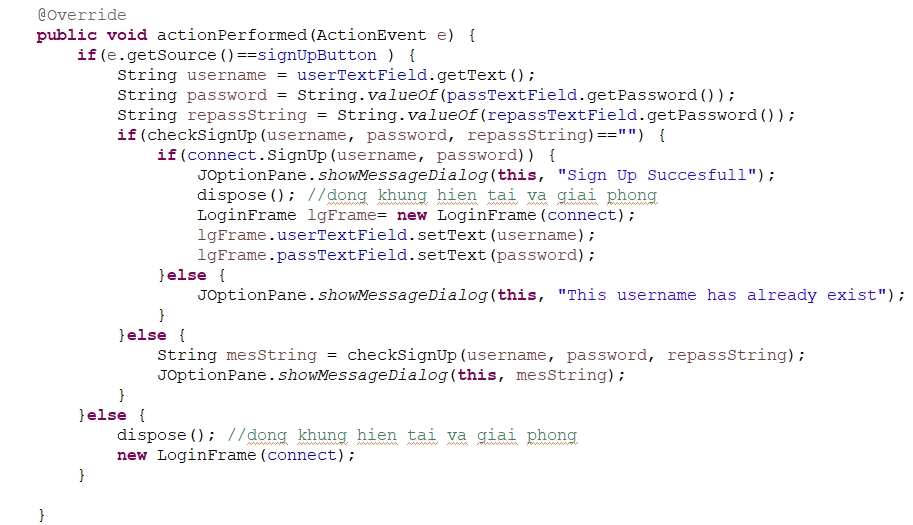 @Override
public void actionPerformed(ActionEvent e) {
    if(e.getSource()==signUpButton ) {
        String username = userTextField.getText();
        String password = String.valueOf(passTextField.getPassword());
        String repassString = String.valueOf(repassTextField.getPassword());
        if(checkSignUp(username, password, repassString)=="") {
            if(connect.SignUp(username, password)) {
                JOptionPane.showMessageDialog(this, "Sign Up Succesfull");
                dispose(); //dong khung hien tai va giai phong
                LoginFrame lgFrame= new LoginFrame(connect);
                lgFrame.userTextField.setText(username);
                lgFrame.passTextField.setText(password);
            }else {
                JOptionPane.showMessageDialog(this, "This username has already exist");
            }
        }else {
            String mesString = checkSignUp(username, password, repassString);
            JOptionPane.showMessageDialog(this, mesString);
        }
    }else {
        dispose(); //dong khung hien tai va giai phong
        new LoginFrame(connect);
    }

}